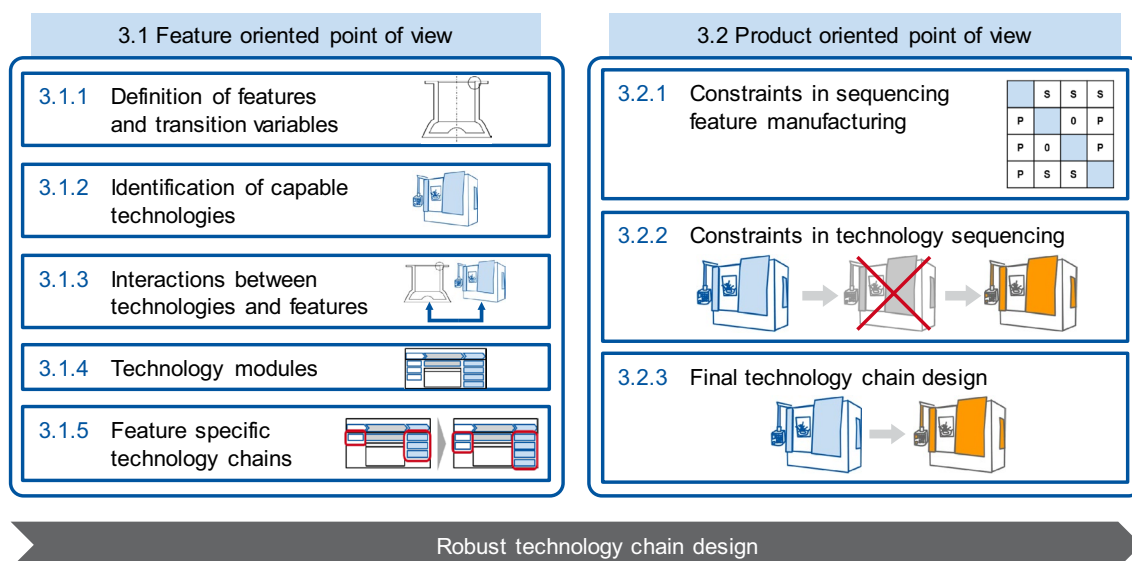 3.1 Feature oriented point of view
3.1.1 Definition of features
and transition variables
3.1.2 Identification of capable
technologies
3.1.3 Interactions between
technologies and features
3.1.4 Technology modules
3.1.5 Feature specific
technology chains
3.2 Product oriented point of view
3.2.1 Constraints in sequencing
feature manufacturing
S S S
P 0 P
P 0 P
P S S
3.2.2 Constraints in technology sequencing
3.2.3 Final technology chain design
Robust technology chain design